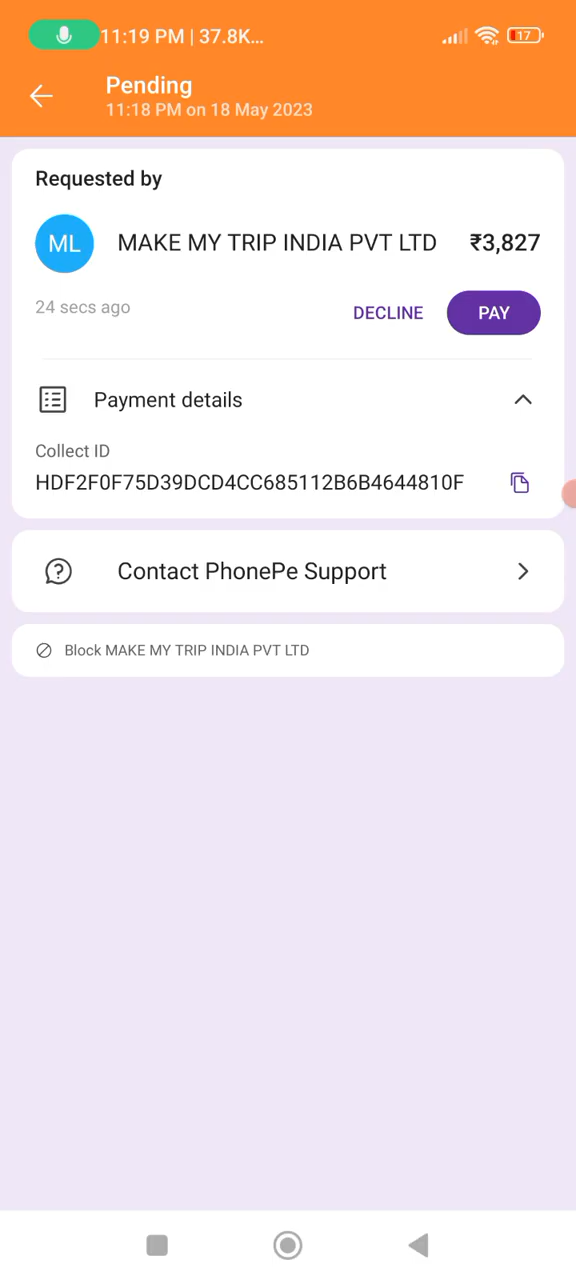 11:19 PM | 37.8K...
17
Pending
11:18 PM on 18 May 2023
Requested by
ML MAKE MY TRIP INDIA PVT LTD ₹3,827
24 secs ago DECLINE PAY
Payment details
Collect ID
HDF2F0F75D39DCD4CC685112B6B4644810F
Contact PhonePe Support
Block MAKE MY TRIP INDIA PVT LTD